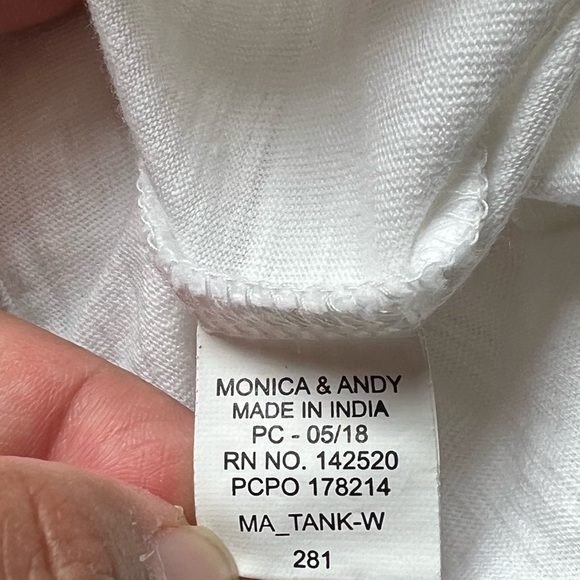 MONICA & ANDY
MADE IN INDIA
PC - 05/18
RN NO. 142520
PCPO 178214
MA_TANK-W
281